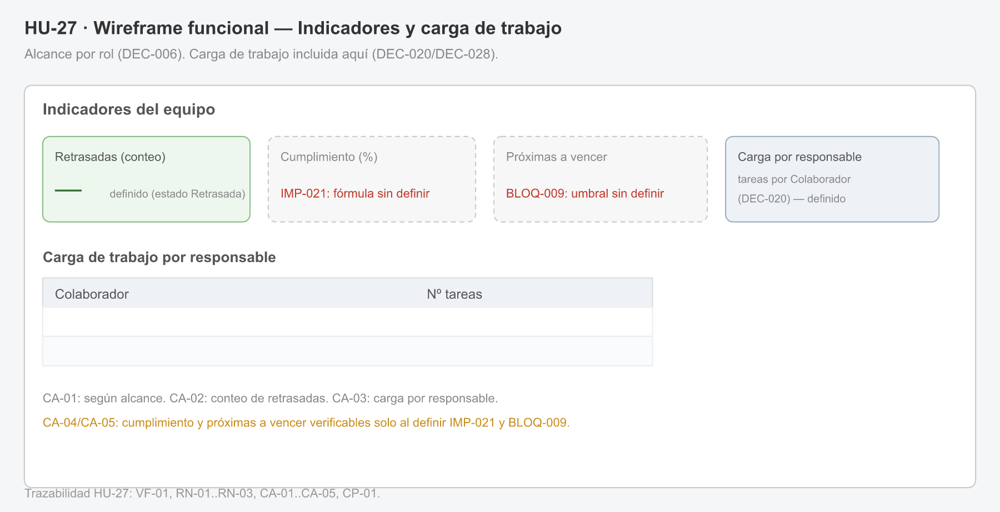 HU-27 · Wireframe funcional — Indicadores y carga de trabajo
Alcance por rol (DEC-006). Carga de trabajo incluida aquí (DEC-020/DEC-028).
Indicadores del equipo
Retrasadas (conteo)
definido (estado Retrasada)
Cumplimiento (%)
IMP-021: fórmula sin definir
Próximas a vencer
BLOQ-009: umbral sin definir
Carga por responsable
tareas por Colaborador
(DEC-020) — definido
Carga de trabajo por responsable
Colaborador
Nº tareas
CA-01: según alcance. CA-02: conteo de retrasadas. CA-03: carga por responsable.
CA-04/CA-05: cumplimiento y próximas a vencer verificables solo al definir IMP-021 y BLOQ-009.
Trazabilidad HU-27: VF-01, RN-01..RN-03, CA-01..CA-05, CP-01.